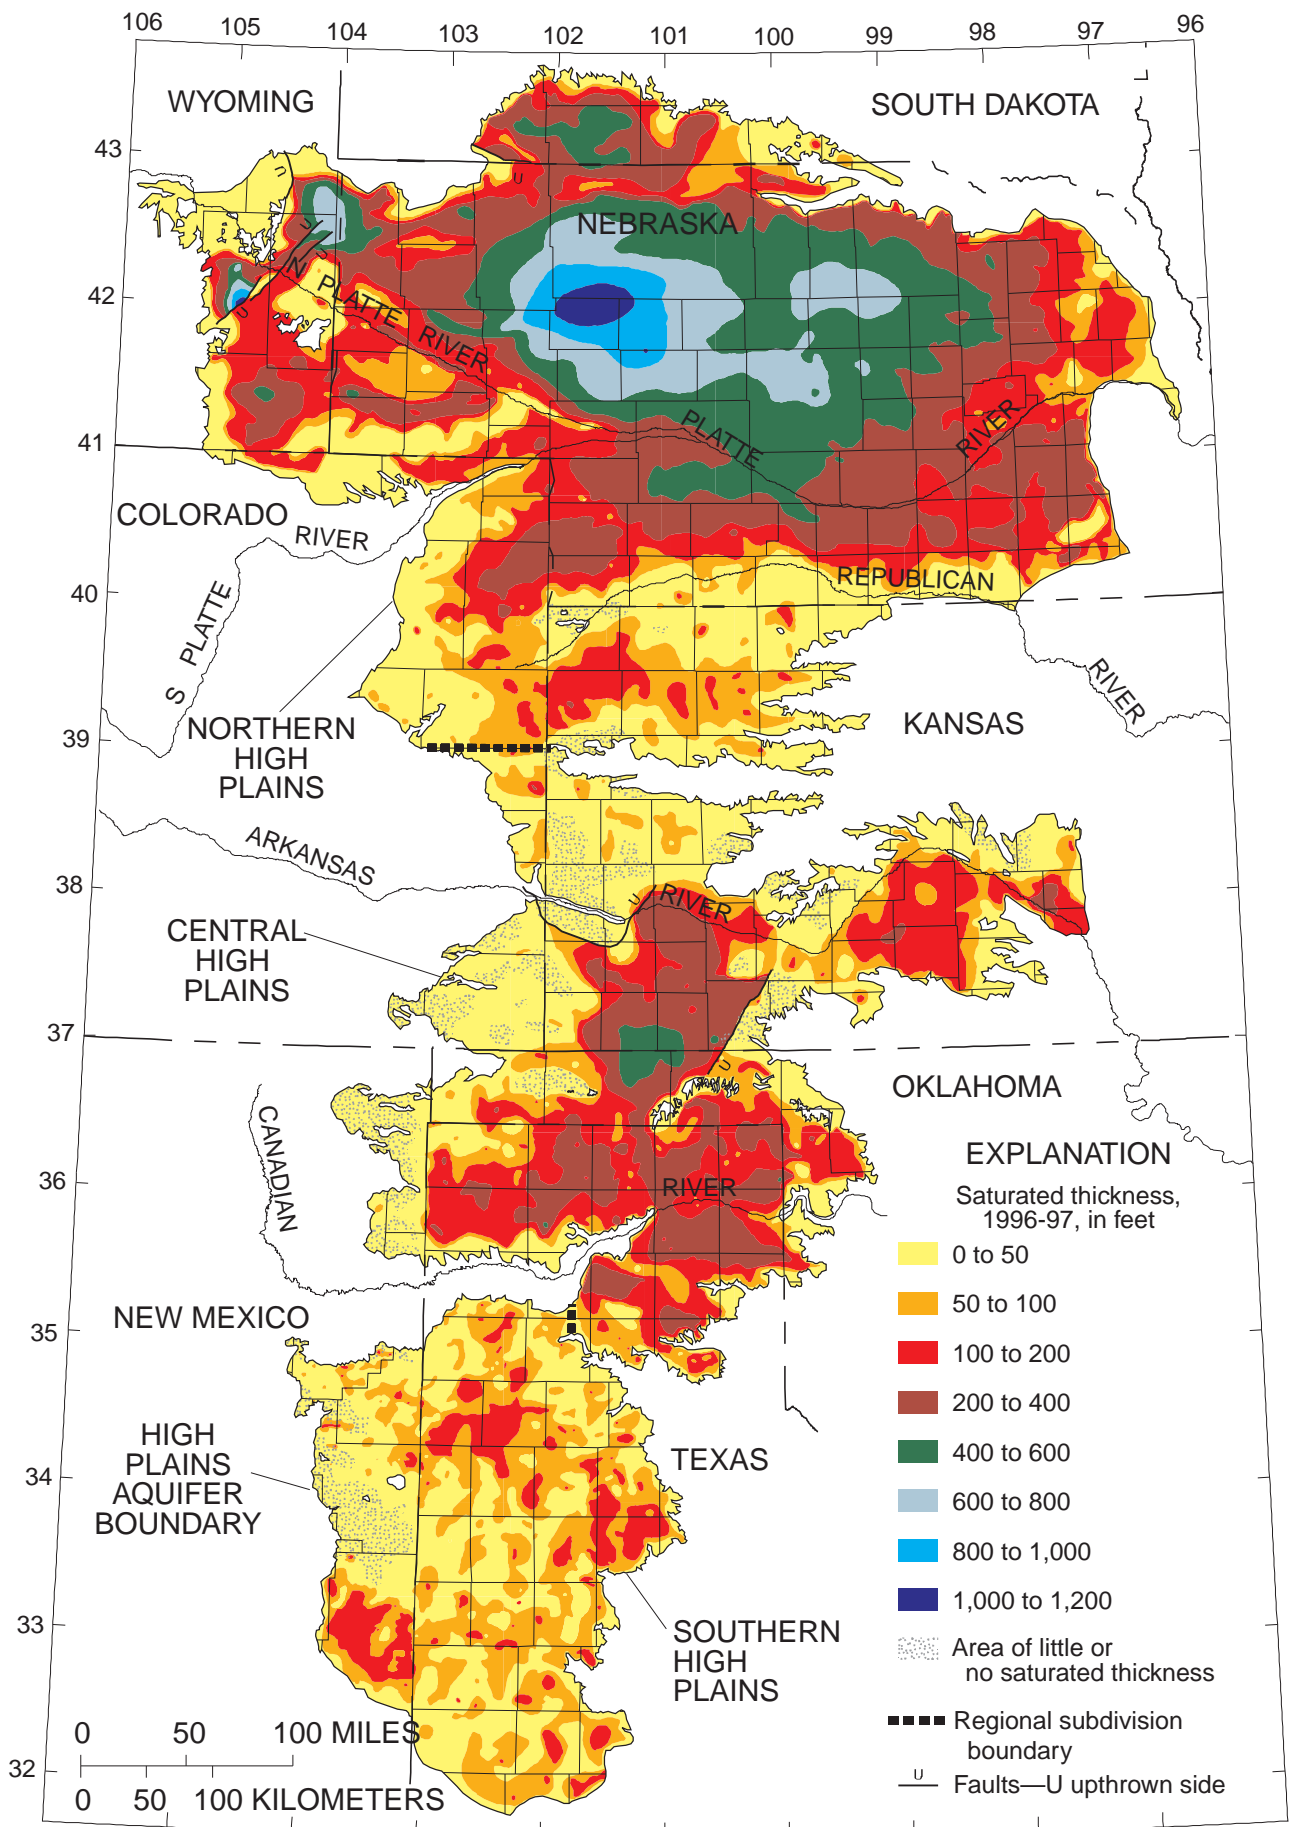 106
105
104
103
102
101
100
99
98
97
96
WYOMING
SOUTH DAKOTA
43
U
U
NEBRASKA
U
U
N PLATTE RIVER
42
U
PLATTE
RIVER
41
COLORADO
RIVER
REPUBLICAN
40
S PLATTE
RIVER
NORTHERN
HIGH
PLAINS
KANSAS
39
ARKANSAS
RIVER
38
U
CENTRAL
HIGH
PLAINS
37
U
OKLAHOMA
CANADIAN
RIVER
36
EXPLANATION
Saturated thickness,
1996-97, in feet
0 to 50
50 to 100
100 to 200
200 to 400
400 to 600
600 to 800
800 to 1,000
1,000 to 1,200
Area of little or
no saturated thickness
Regional subdivision
boundary
U
Faults—U upthrown side
NEW MEXICO
35
HIGH
PLAINS
AQUIFER
BOUNDARY
TEXAS
34
33
SOUTHERN
HIGH
PLAINS
0 50 100 MILES
32
0 50 100 KILOMETERS